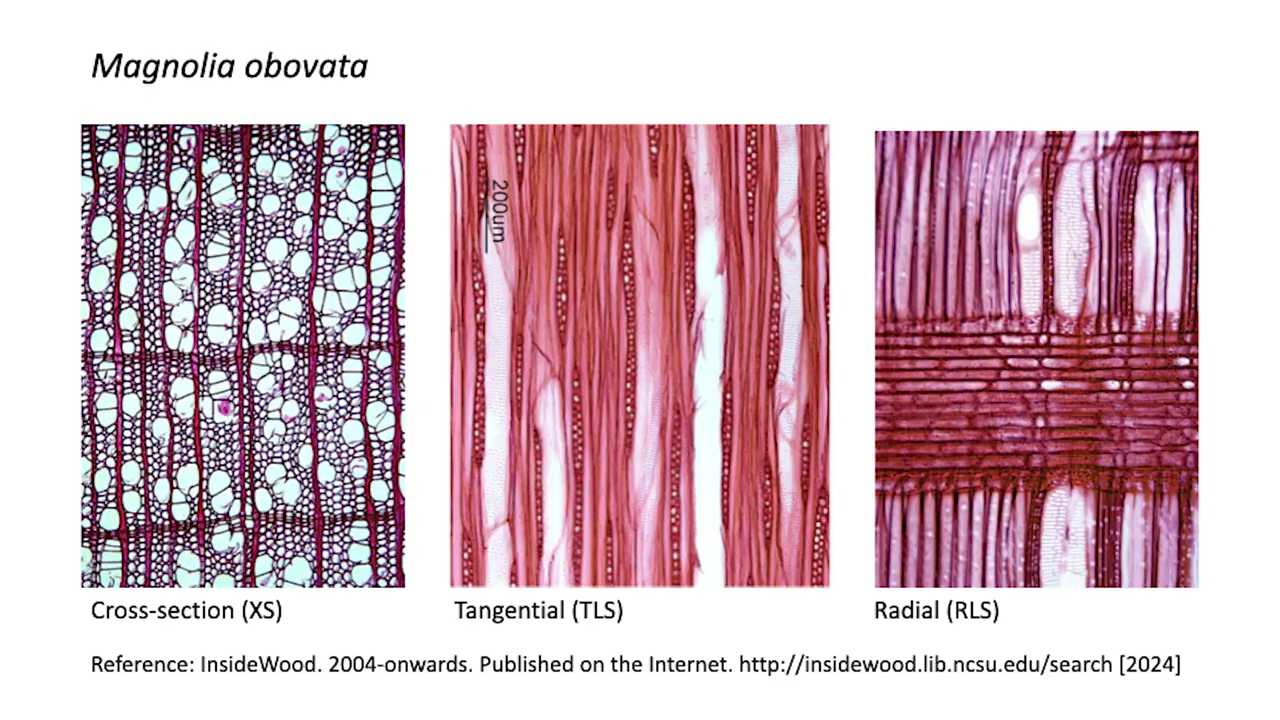 Magnolia obovata
200um
Cross-section (XS)
Tangential (TLS)
Radial (RLS)
Reference: InsideWood. 2004-onwards. Published on the Internet. http://insidewood.lib.ncsu.edu/search [2024]